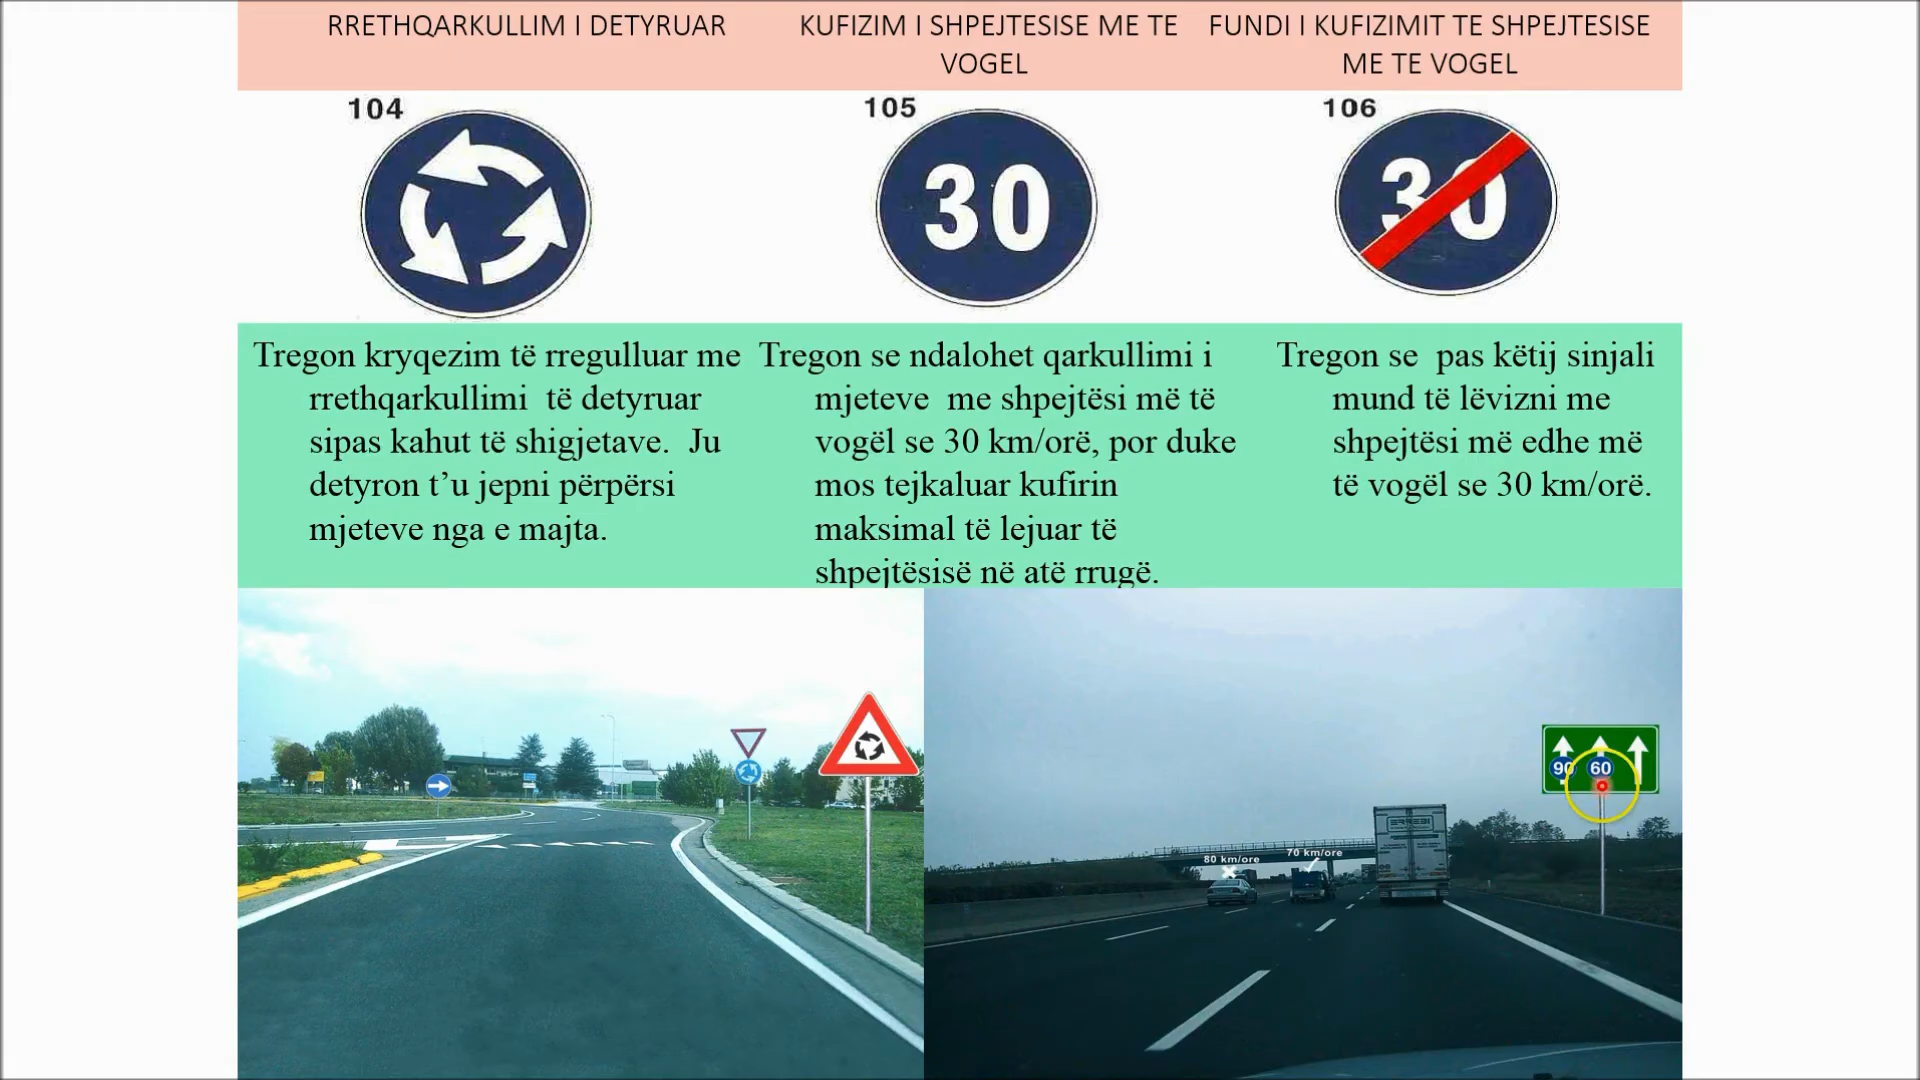 RRETHQARKULLIM I DETYRUAR
KUFIZIM I SHPEJTESISE ME TE
VOGEL
FUNDI I KUFIZIMIT TE SHPEJTESISE
ME TE VOGEL
104
105
106
30
30
Tregon kryqezim të rregulluar me
rrethqarkullimi të detyruar
sipas kahut të shigjetave. Ju
detyron t’u jepni përpërsi
mjeteve nga e majta.
Tregon se ndalohet qarkullimi i
mjeteve me shpejtësi më të
vogël se 30 km/orë, por duke
mos tejkaluar kufirin
maksimal të lejuar të
shpejtësisë në atë rrugë.
Tregon se pas këtij sinjali
mund të lëvizni me
shpejtësi më edhe më
të vogël se 30 km/orë.
90 60
80 km/ore
70 km/ore